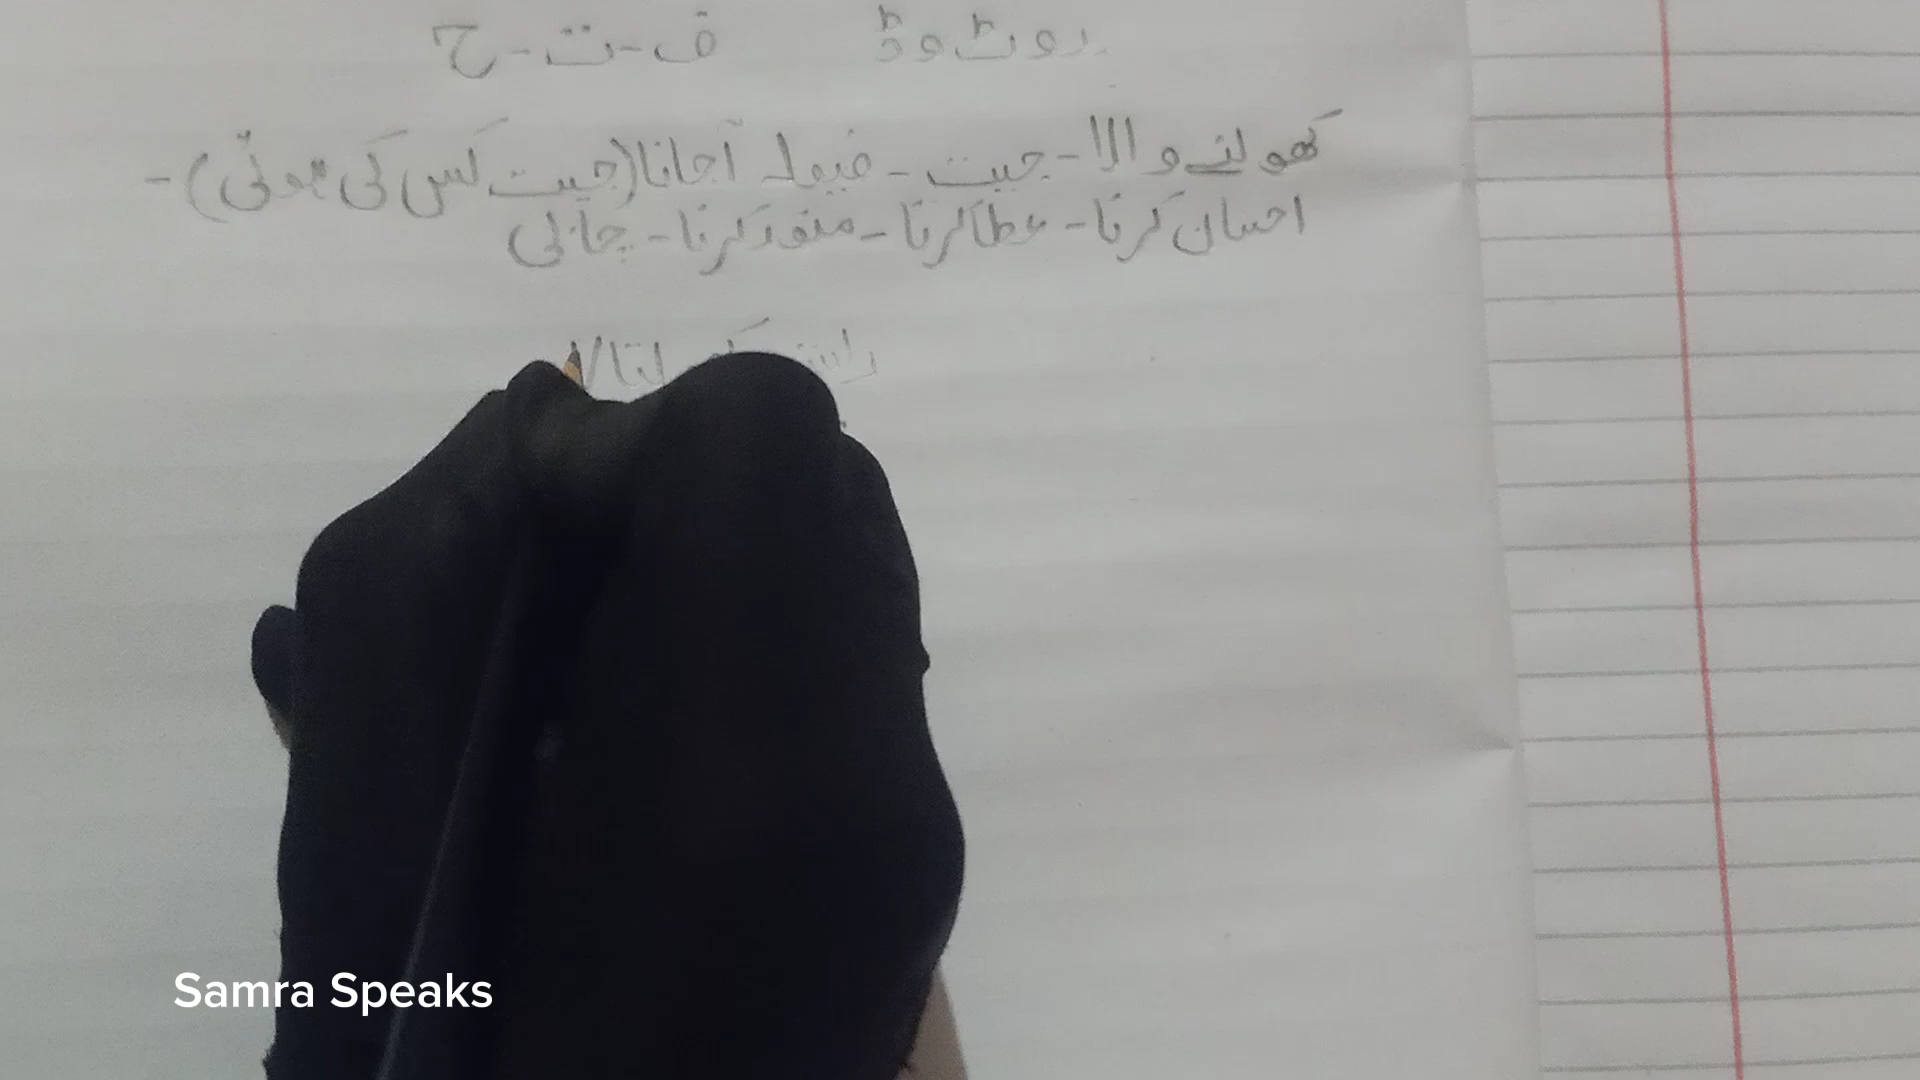 روٹ وڈ ف-ت-ح
کھولنے والا - جیت - فیصلہ آجانا (جیت کس کی ہوئی) -
احسان کرنا - عطا کرنا - منفرد کرنا - چابی
Samra Speaks